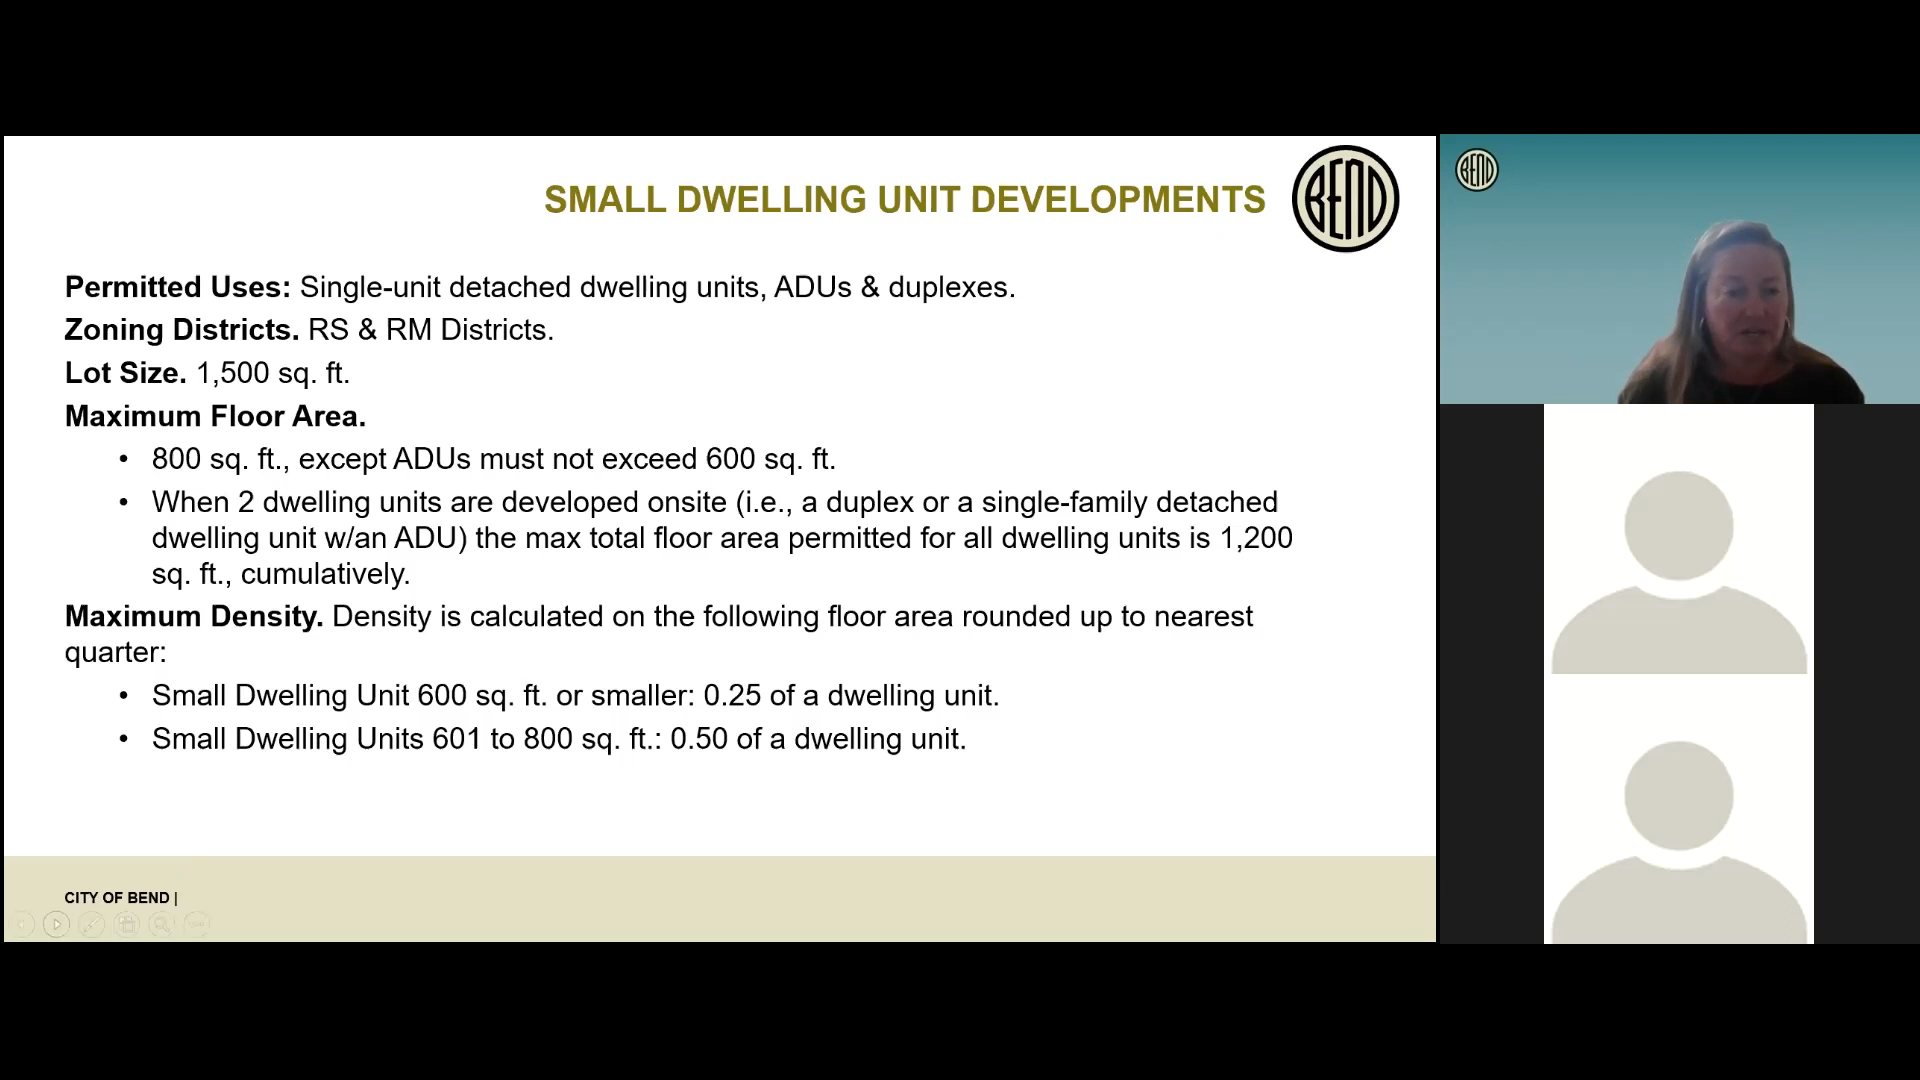 SMALL DWELLING UNIT DEVELOPMENTS
BEND
BEND
Permitted Uses: Single-unit detached dwelling units, ADUs & duplexes.
Zoning Districts. RS & RM Districts.
Lot Size. 1,500 sq. ft.
Maximum Floor Area.
• 800 sq. ft., except ADUs must not exceed 600 sq. ft.
• When 2 dwelling units are developed onsite (i.e., a duplex or a single-family detached
dwelling unit w/an ADU) the max total floor area permitted for all dwelling units is 1,200
sq. ft., cumulatively.
Maximum Density. Density is calculated on the following floor area rounded up to nearest
quarter:
• Small Dwelling Unit 600 sq. ft. or smaller: 0.25 of a dwelling unit.
• Small Dwelling Units 601 to 800 sq. ft.: 0.50 of a dwelling unit.
CITY OF BEND |